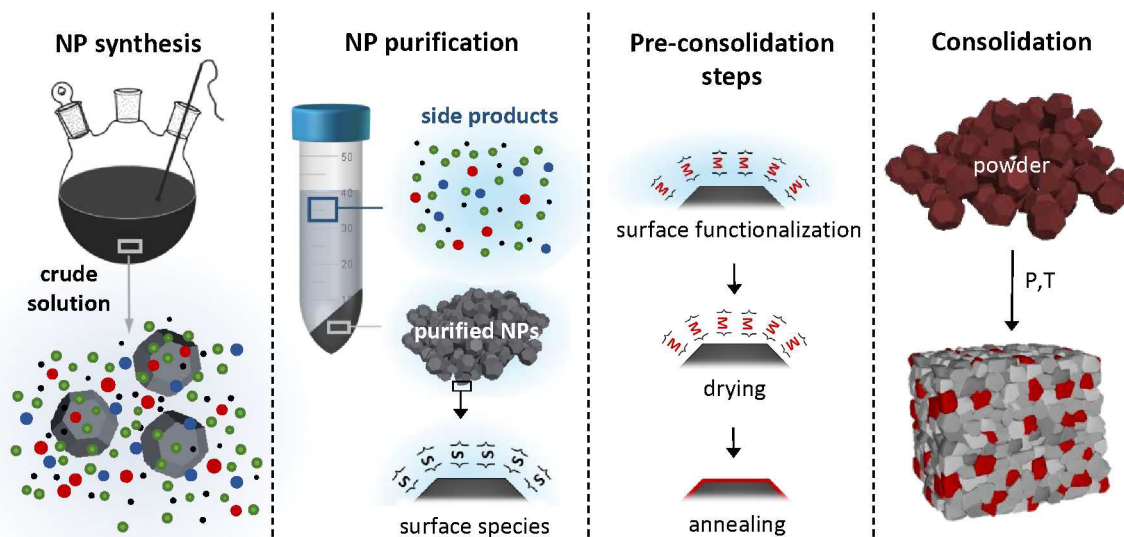 NP synthesis
crude
solution
NP purification
side products
50
40
30
20
10
purified NPs
{S} {S} {S} {S} {S} {S}
surface species
Pre-consolidation
steps
{M} {M} {M} {M} {M} {M}
surface functionalization
{M} {M} {M} {M} {M} {M}
drying
annealing
Consolidation
powder
P,T